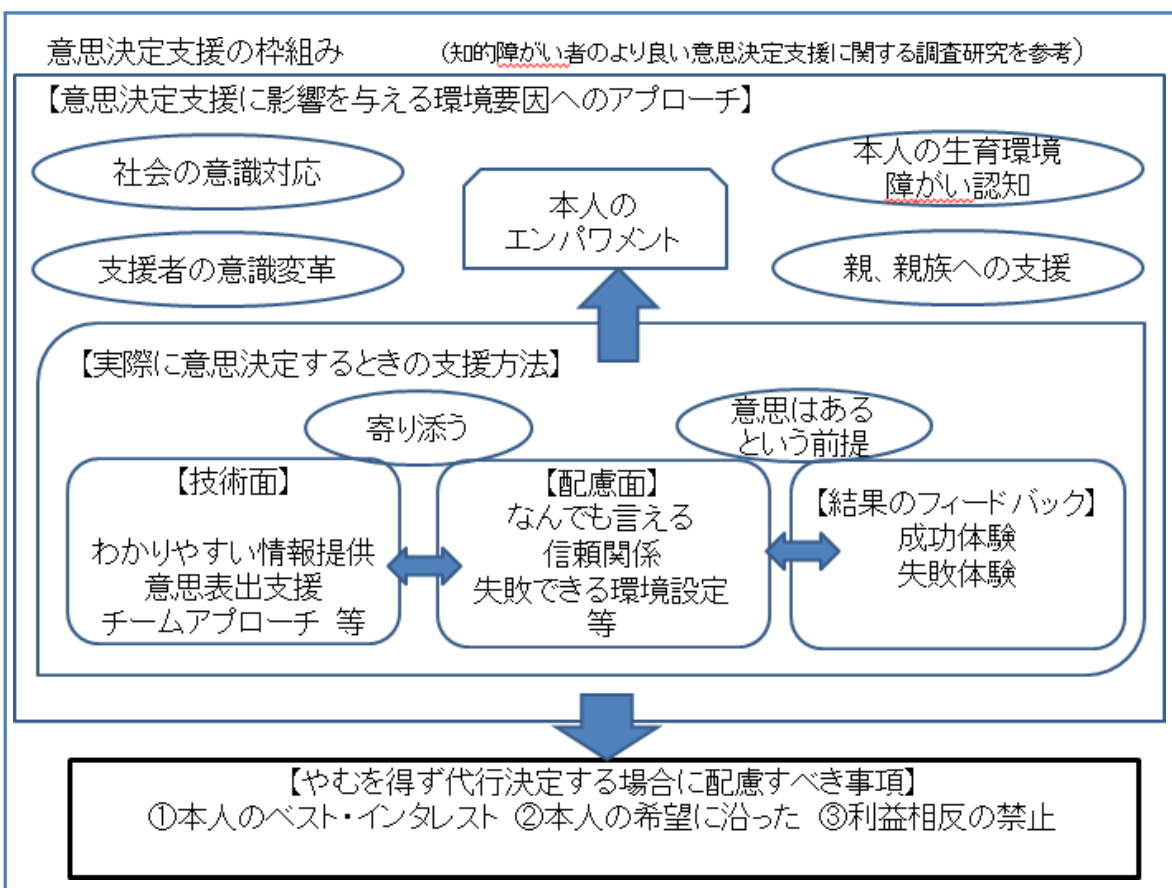 意思決定支援の枠組み （知的障がい者のより良い意思決定支援に関する調査研究を参考）
【意思決定支援に影響を与える環境要因へのアプローチ】
社会の意識対応
本人の生育環境
障がい認知
本人の
エンパワメント
支援者の意識変革
親、親族への支援
【実際に意思決定するときの支援方法】
寄り添う
意思はある
という前提
【技術面】
わかりやすい情報提供
意思表出支援
チームアプローチ 等
【配慮面】
なんでも言える
信頼関係
失敗できる環境設定
等
【結果のフィードバック】
成功体験
失敗体験
【やむを得ず代行決定する場合に配慮すべき事項】
①本人のベスト・インタレスト ②本人の希望に沿った ③利益相反の禁止